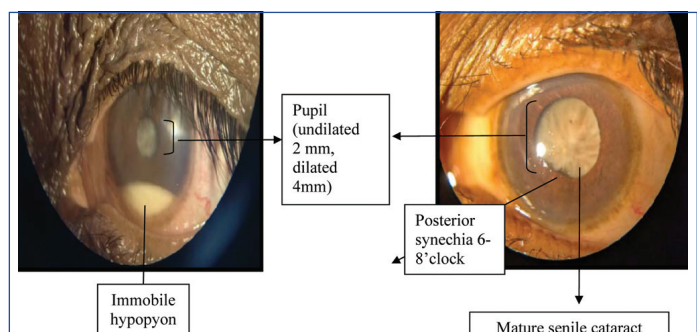 Pupil
(undilated
2 mm,
dilated
4mm)
Posterior
synechia 6-
8'clock
Immobile
hypopyon
Mature senile cataract